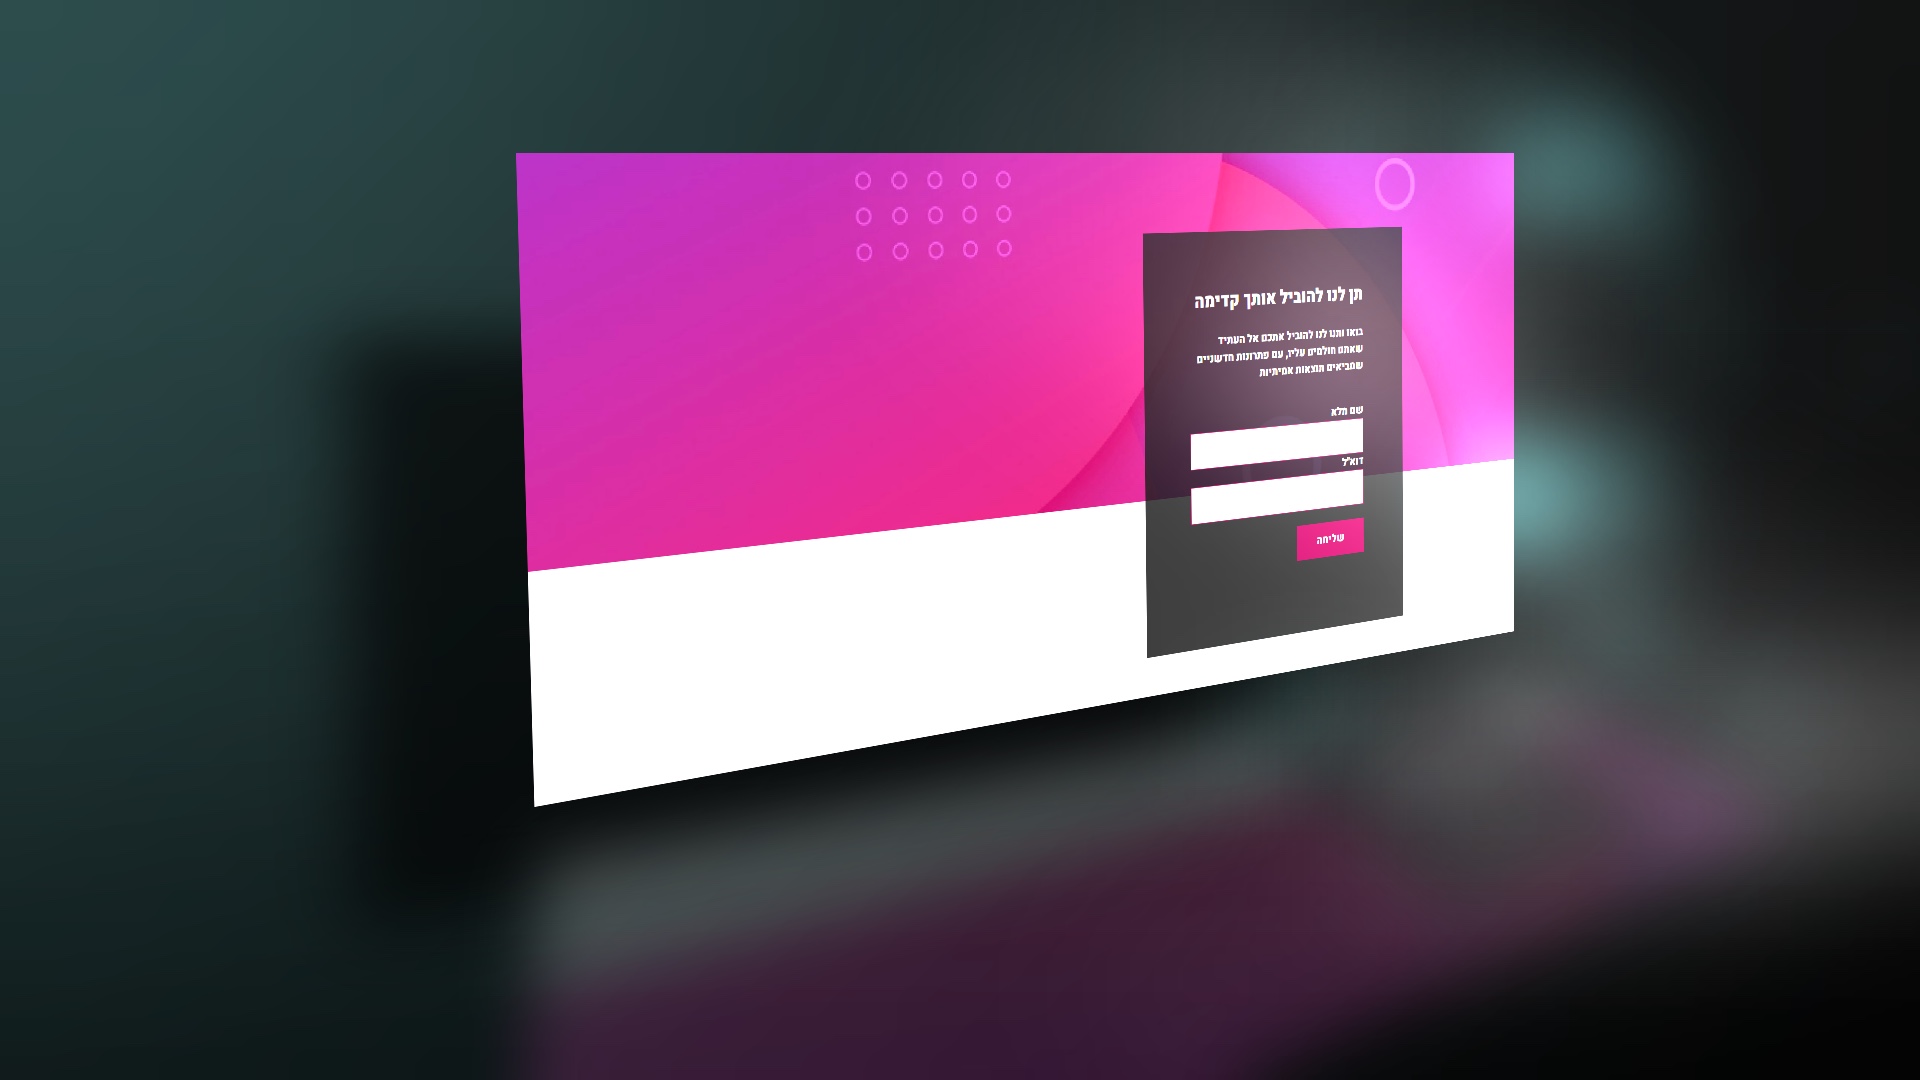 תן לנו להוביל אותך קדימה
בואו ותנו לנו להוביל אתכם אל העתיד
שאתם חולמים עליו, עם פתרונות חדשניים
שמביאים תוצאות אמיתיות
שם מלא
דוא"ל
שליחה